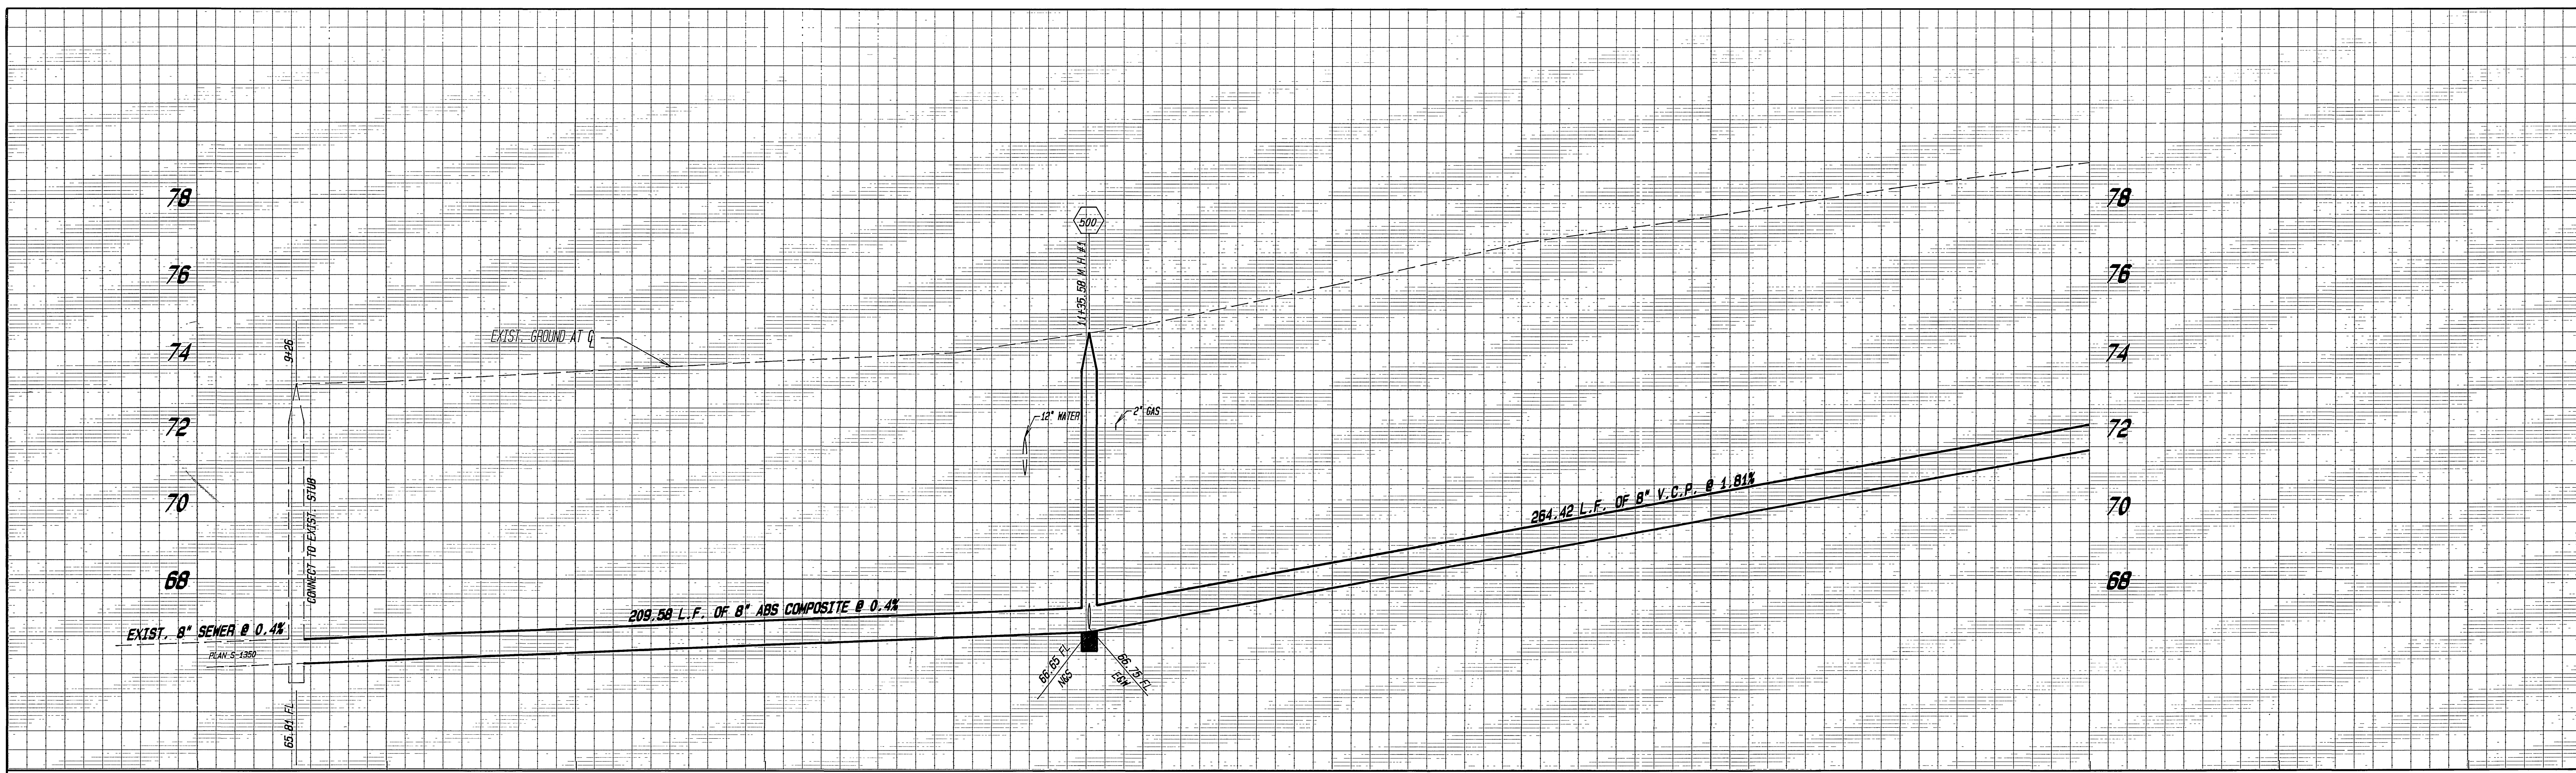 78
76
74
72
70
68
9+26
CONNECT TO EXIST. STUB
EXIST. 8" SEWER @ 0.4%
PLAN S-1350
65.81 FL
EXIST. GROUND AT ℄
209.58 L.F. OF 8" ABS COMPOSITE @ 0.4%
12" WATER
500
11+35.58 M.H.#1
2" GAS
66.65 FL
N&S
66.75 FL
E&W
264.42 L.F. OF 8" V.C.P. @ 1.81%
78
76
74
72
70
68